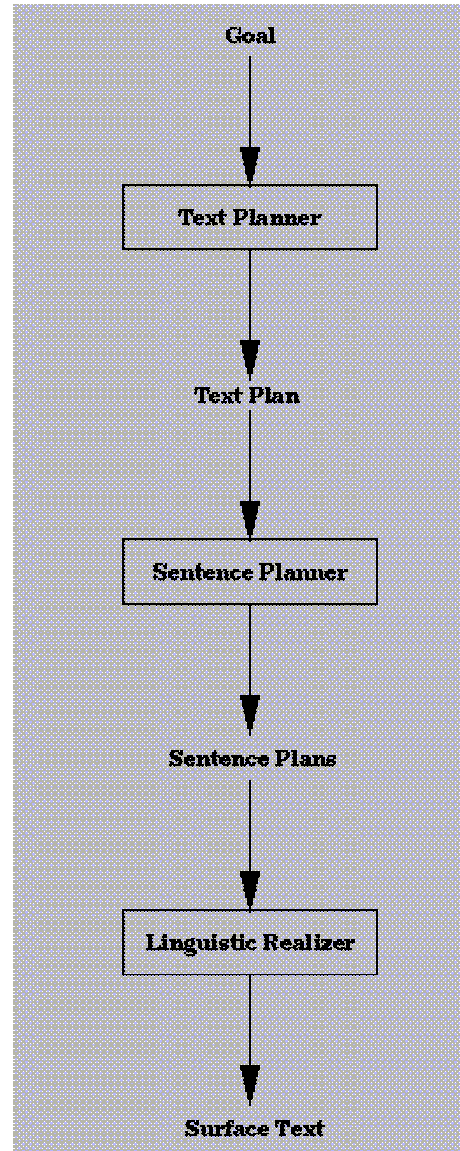 Goal
Text Planner
Text Plan
Sentence Planner
Sentence Plans
Linguistic Realizer
Surface Text